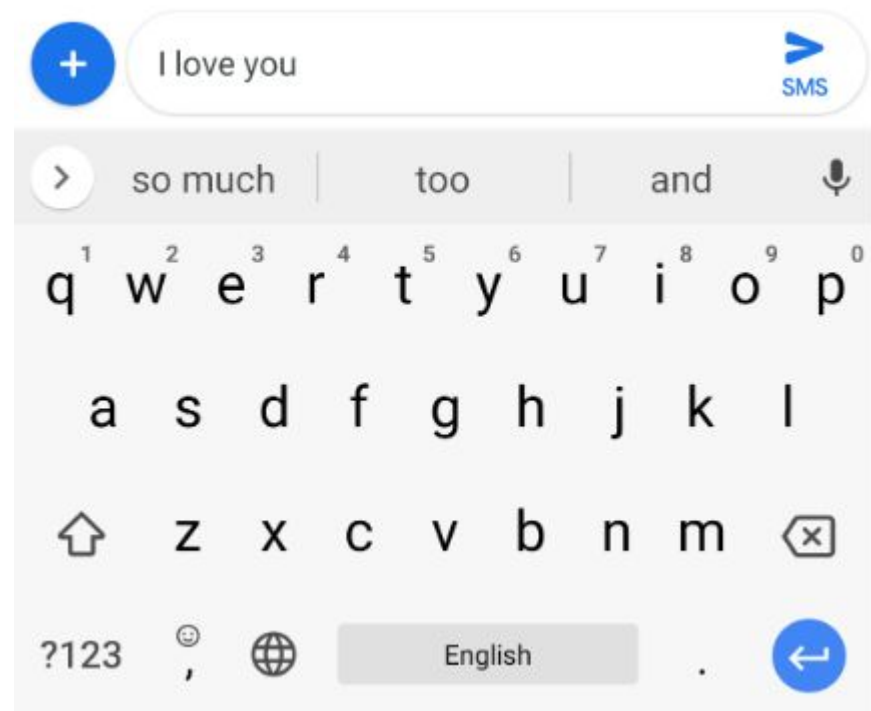 I love you
SMS
so much too and
1 2 3 4 5 6 7 8 9 0
q w e r t y u i o p
a s d f g h j k l
z x c v b n m
?123 , English .